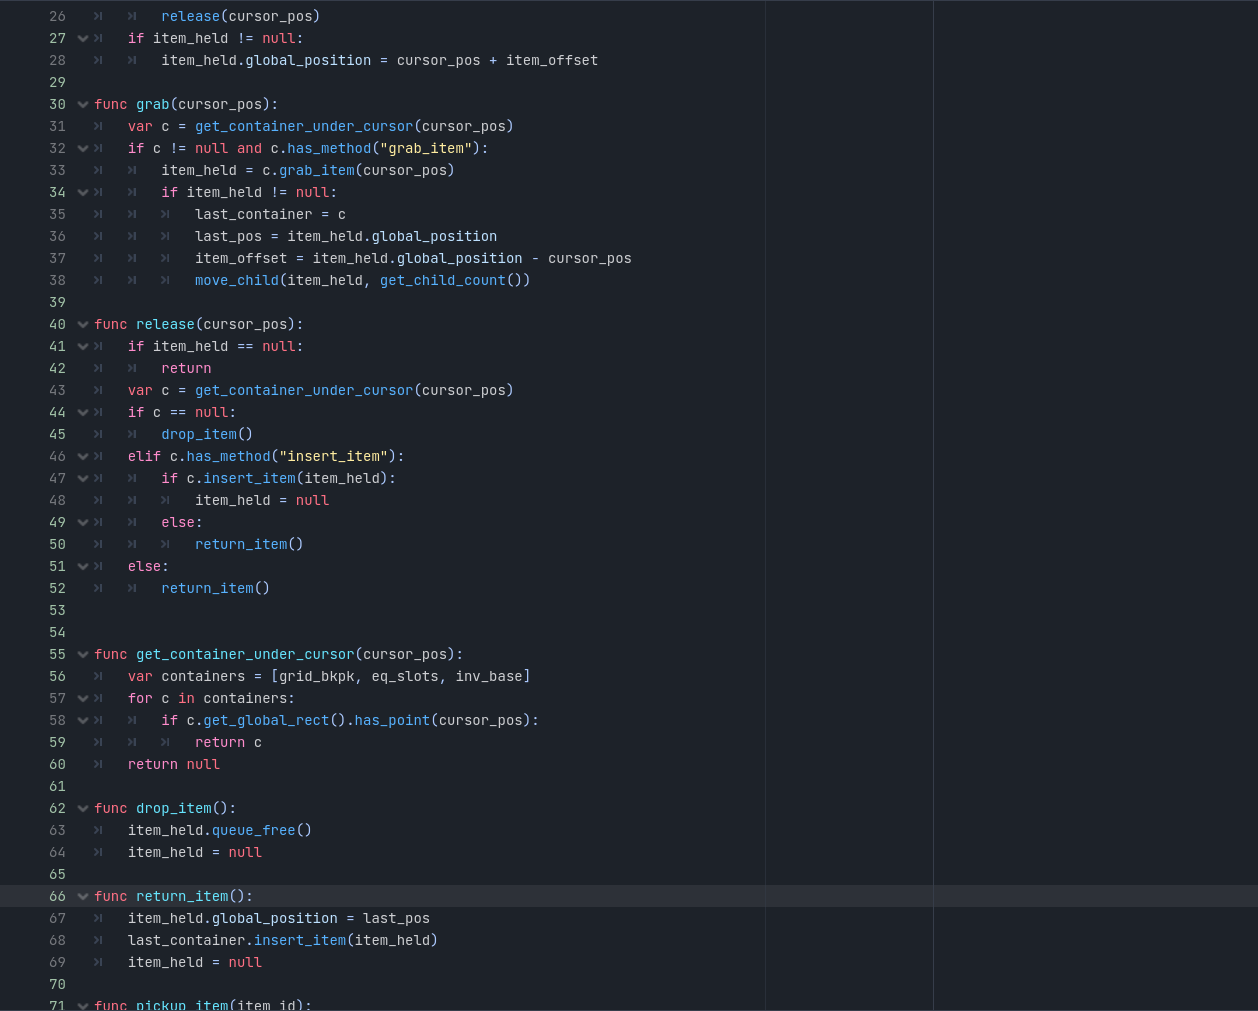 26 release(cursor_pos)
27 if item_held != null:
28 item_held.global_position = cursor_pos + item_offset
29
30 func grab(cursor_pos):
31 var c = get_container_under_cursor(cursor_pos)
32 if c != null and c.has_method("grab_item"):
33 item_held = c.grab_item(cursor_pos)
34 if item_held != null:
35 last_container = c
36 last_pos = item_held.global_position
37 item_offset = item_held.global_position - cursor_pos
38 move_child(item_held, get_child_count())
39
40 func release(cursor_pos):
41 if item_held == null:
42 return
43 var c = get_container_under_cursor(cursor_pos)
44 if c == null:
45 drop_item()
46 elif c.has_method("insert_item"):
47 if c.insert_item(item_held):
48 item_held = null
49 else:
50 return_item()
51 else:
52 return_item()
53
54
55 func get_container_under_cursor(cursor_pos):
56 var containers = [grid_bkpk, eq_slots, inv_base]
57 for c in containers:
58 if c.get_global_rect().has_point(cursor_pos):
59 return c
60 return null
61
62 func drop_item():
63 item_held.queue_free()
64 item_held = null
65
66 func return_item():
67 item_held.global_position = last_pos
68 last_container.insert_item(item_held)
69 item_held = null
70
71 func pickup_item(item_id):